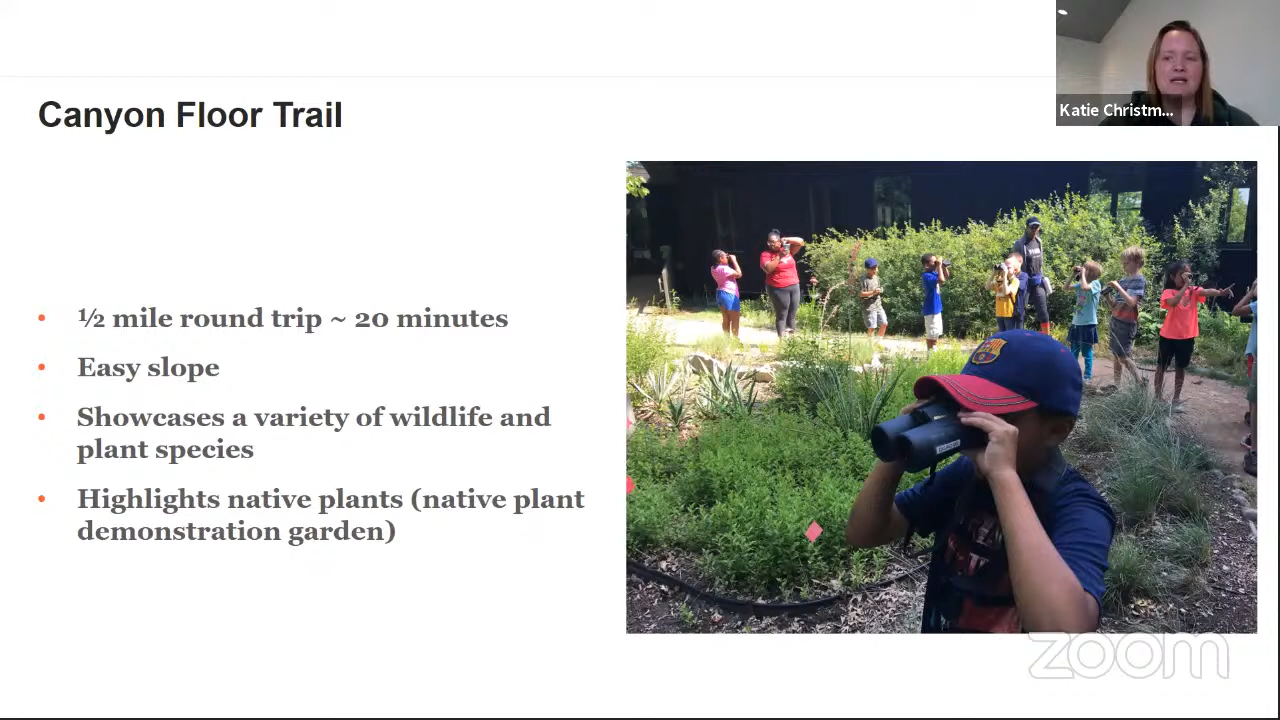 Katie Christm...
Canyon Floor Trail
½ mile round trip ~ 20 minutes
Easy slope
Showcases a variety of wildlife and
plant species
Highlights native plants (native plant
demonstration garden)
zoom